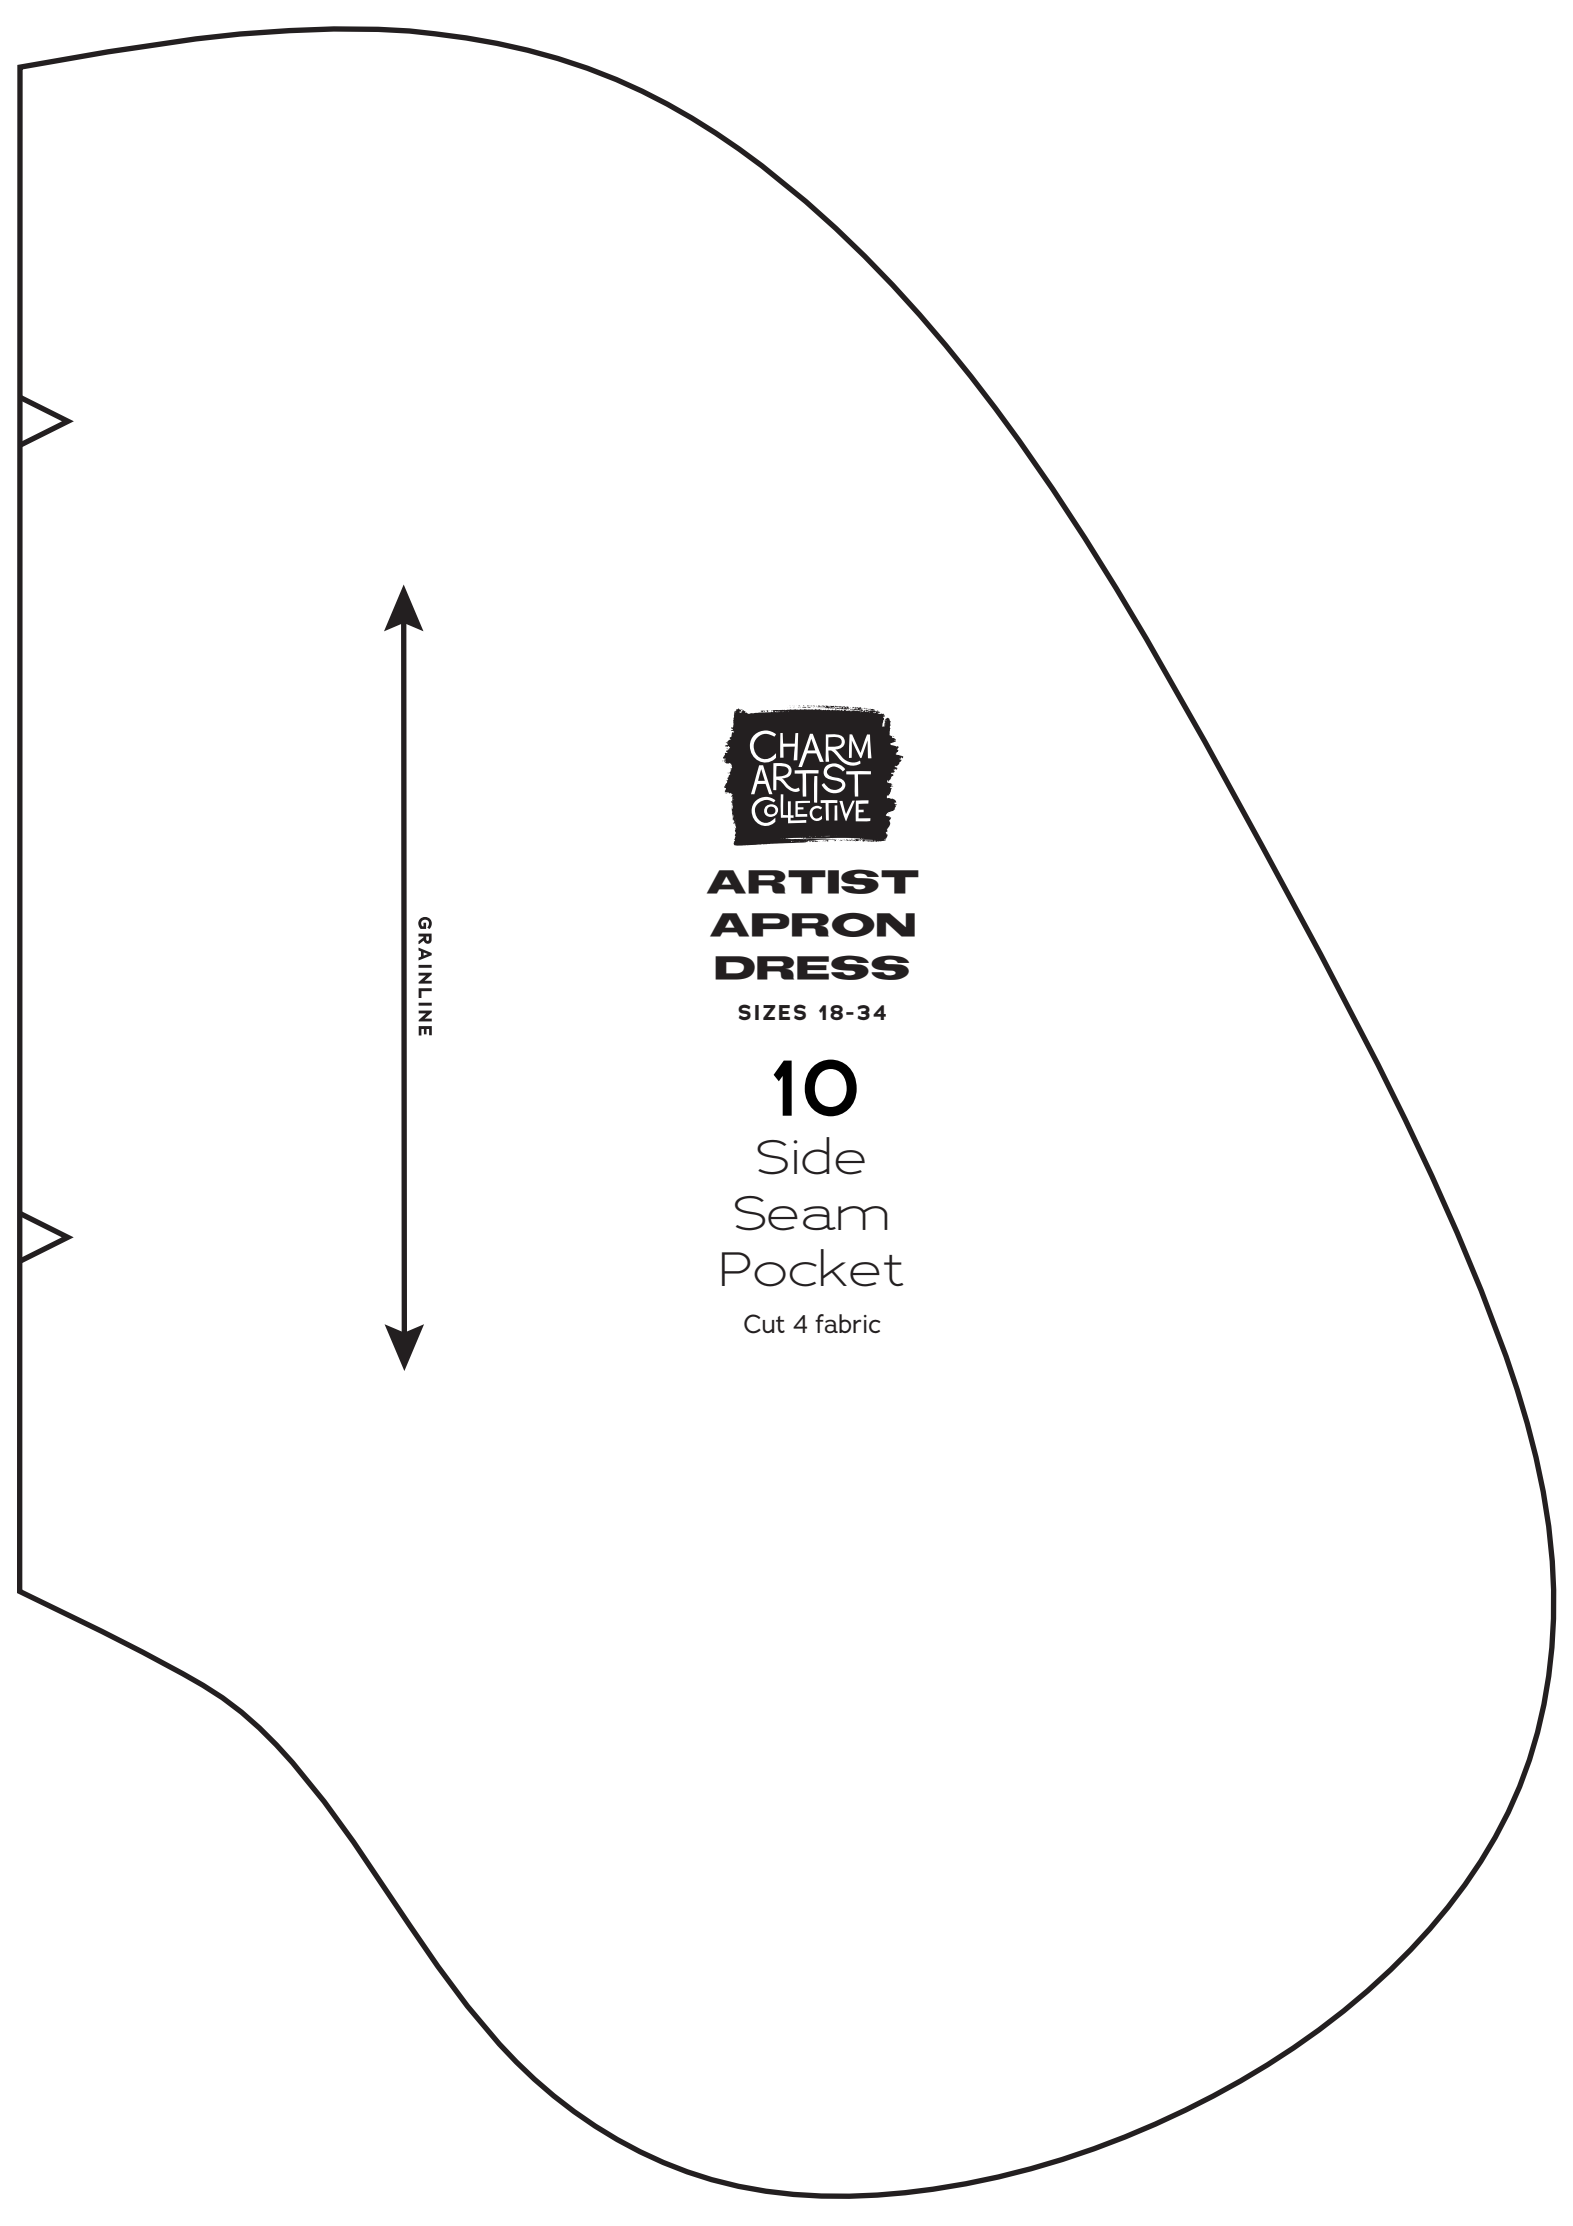 CHARM
ARTIST
COLLECTIVE
ARTIST
APRON
DRESS
SIZES 18-34
GRAINLINE
10
Side
Seam
Pocket
Cut 4 fabric